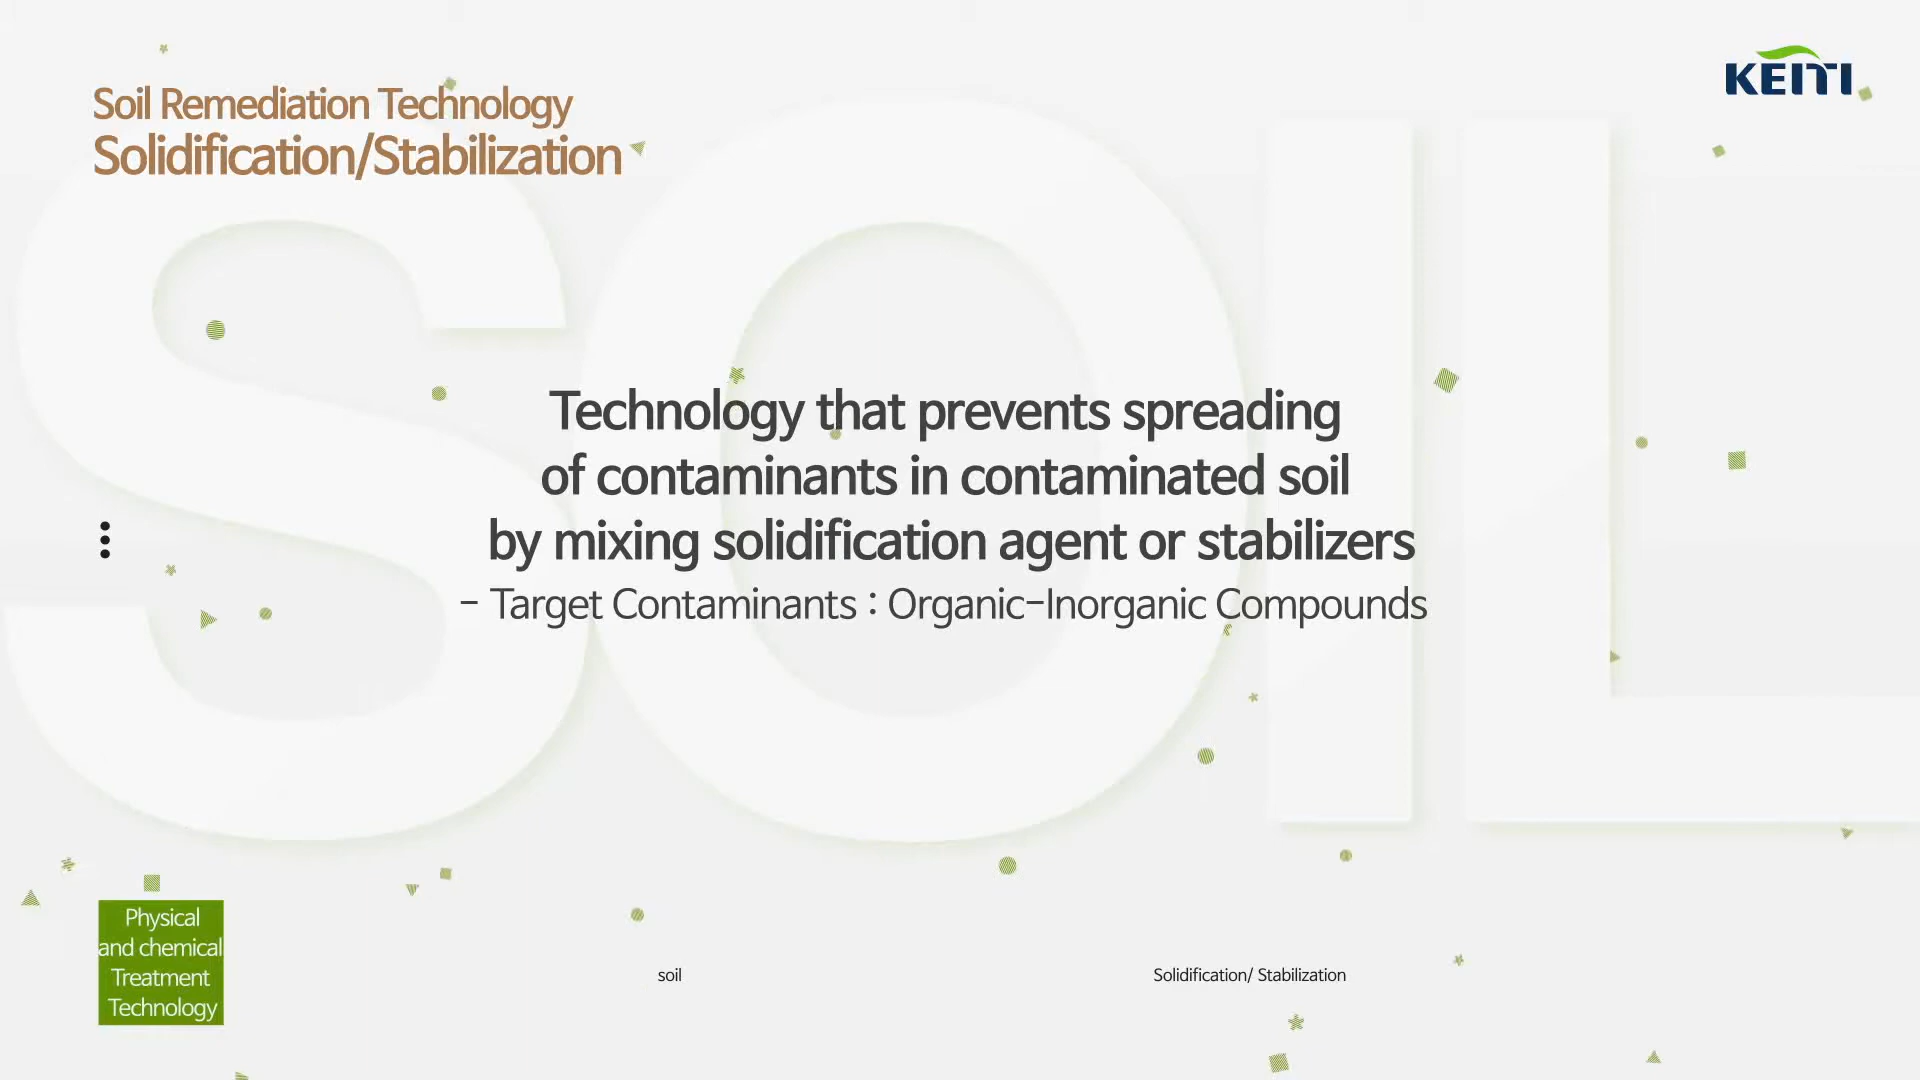 Soil Remediation Technology
Solidification/Stabilization
KEITI
SOIL
Technology that prevents spreading
of contaminants in contaminated soil
by mixing solidification agent or stabilizers
- Target Contaminants : Organic-Inorganic Compounds
Physical
and chemical
Treatment
Technology
soil
Solidification/ Stabilization